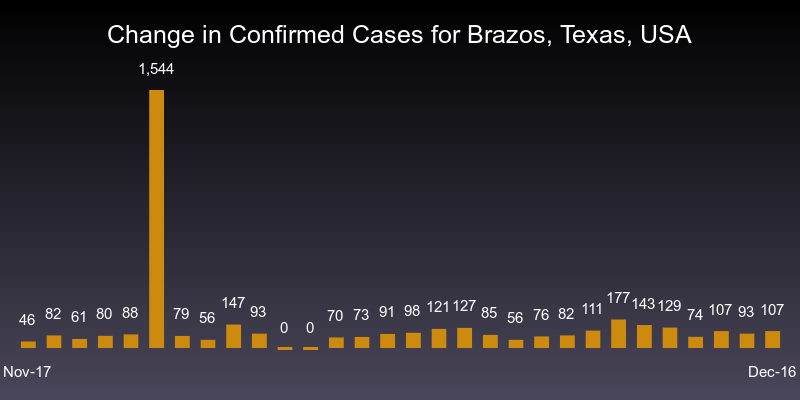 Change in Confirmed Cases for Brazos, Texas, USA
1,544
46 82 61 80 88 79 56 147 93 0 0 70 73 91 98 121 127 85 56 76 82 111 177 143 129 74 107 93 107
Nov-17 Dec-16